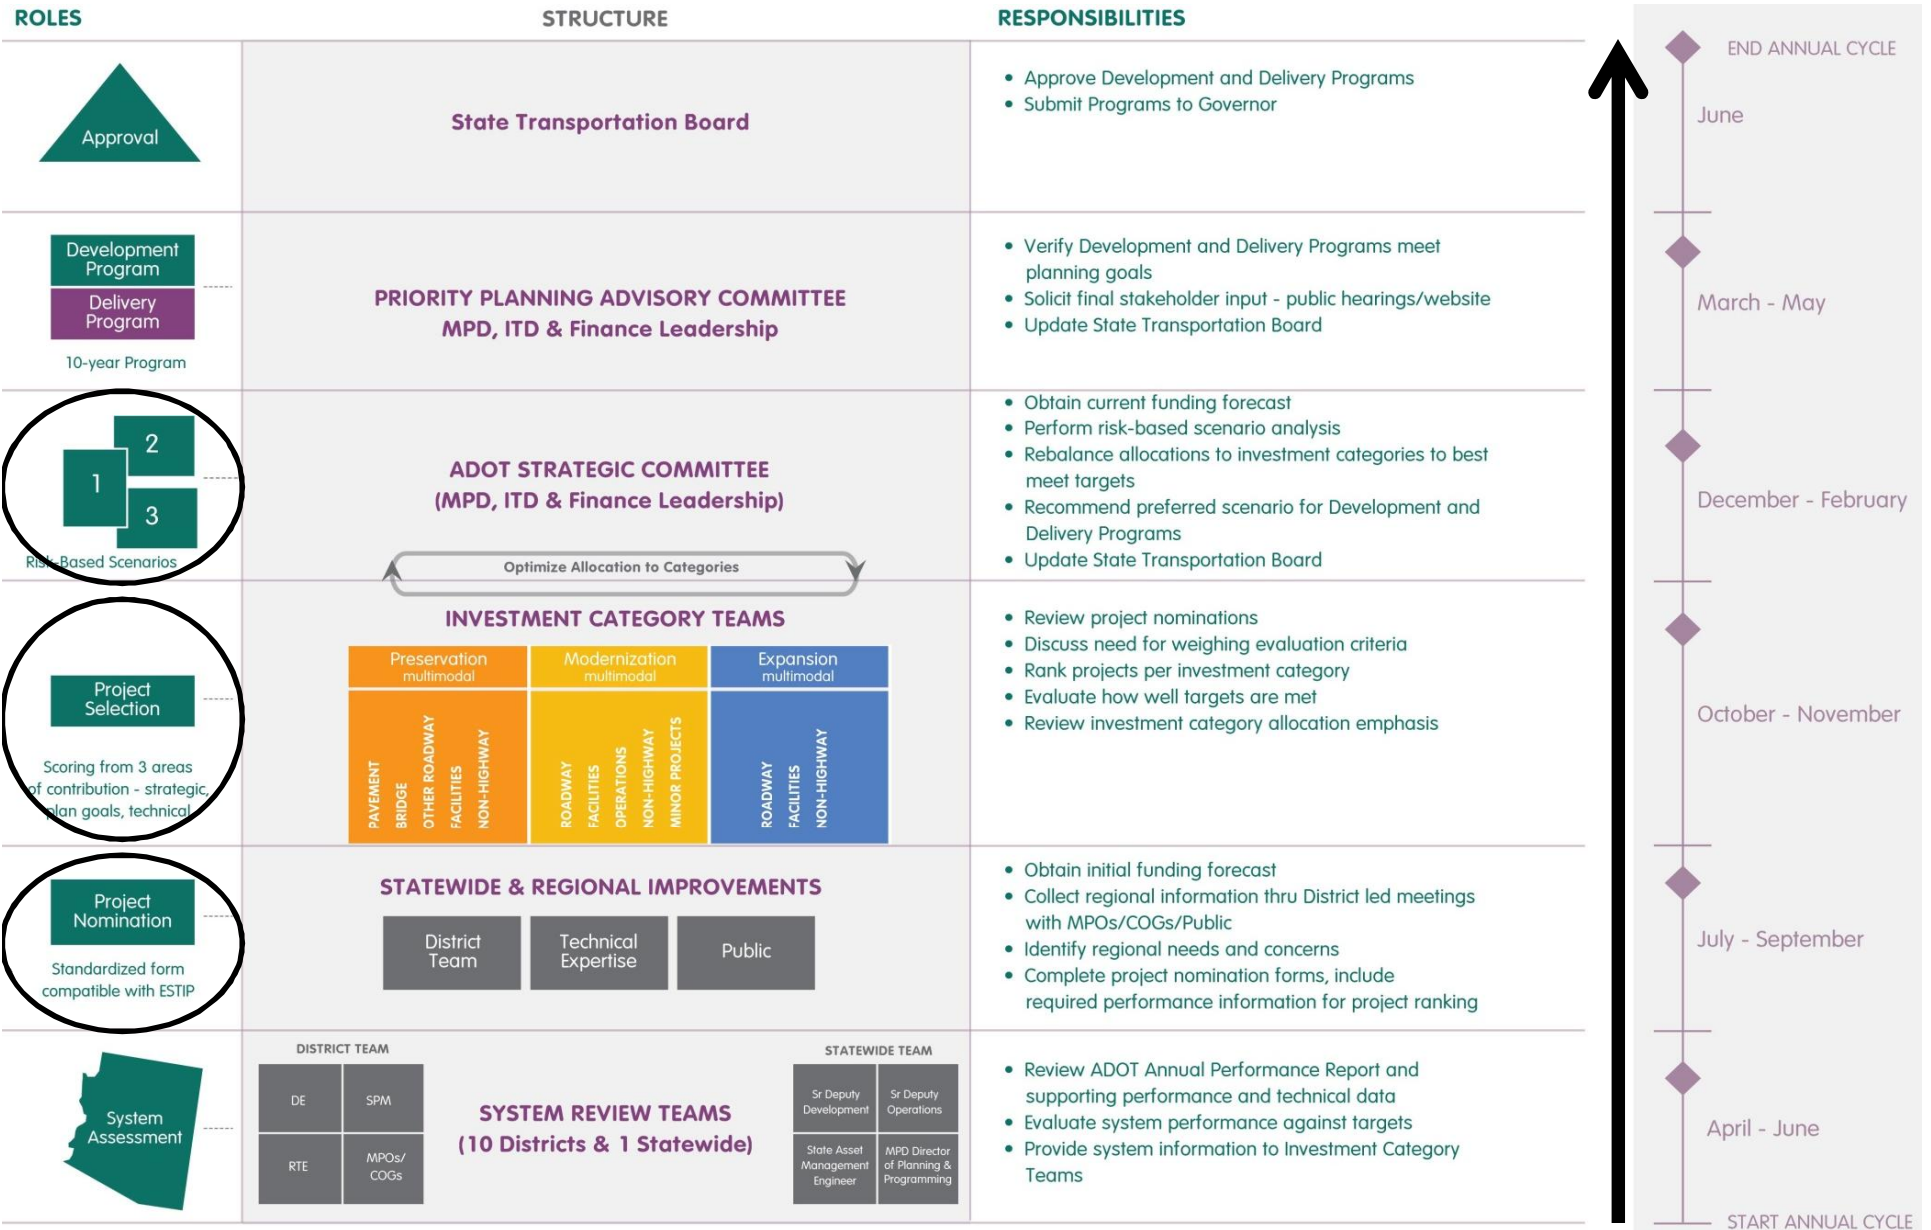 ROLES
STRUCTURE
RESPONSIBILITIES
END ANNUAL CYCLE
Approval
State Transportation Board
• Approve Development and Delivery Programs
• Submit Programs to Governor
June
Development
Program
Delivery
Program
10-year Program
PRIORITY PLANNING ADVISORY COMMITTEE
MPD, ITD & Finance Leadership
• Verify Development and Delivery Programs meet
planning goals
• Solicit final stakeholder input - public hearings/website
• Update State Transportation Board
March - May
1
2
3
Risk-Based Scenarios
ADOT STRATEGIC COMMITTEE
(MPD, ITD & Finance Leadership)
Optimize Allocation to Categories
• Obtain current funding forecast
• Perform risk-based scenario analysis
• Rebalance allocations to investment categories to best
meet targets
• Recommend preferred scenario for Development and
Delivery Programs
• Update State Transportation Board
December - February
Project
Selection
Scoring from 3 areas
of contribution - strategic,
plan goals, technical
INVESTMENT CATEGORY TEAMS
Preservation
multimodal
PAVEMENT
BRIDGE
OTHER ROADWAY
FACILITIES
NON-HIGHWAY
Modernization
multimodal
ROADWAY
FACILITIES
OPERATIONS
NON-HIGHWAY
MINOR PROJECTS
Expansion
multimodal
ROADWAY
FACILITIES
NON-HIGHWAY
• Review project nominations
• Discuss need for weighing evaluation criteria
• Rank projects per investment category
• Evaluate how well targets are met
• Review investment category allocation emphasis
October - November
Project
Nomination
Standardized form
compatible with ESTIP
STATEWIDE & REGIONAL IMPROVEMENTS
District
Team
Technical
Expertise
Public
• Obtain initial funding forecast
• Collect regional information thru District led meetings
with MPOs/COGs/Public
• Identify regional needs and concerns
• Complete project nomination forms, include
required performance information for project ranking
July - September
System
Assessment
DISTRICT TEAM
DE
SPM
RTE
MPOs/
COGs
SYSTEM REVIEW TEAMS
(10 Districts & 1 Statewide)
STATEWIDE TEAM
Sr Deputy
Development
Sr Deputy
Operations
State Asset
Management
Engineer
MPD Director
of Planning &
Programming
• Review ADOT Annual Performance Report and
supporting performance and technical data
• Evaluate system performance against targets
• Provide system information to Investment Category
Teams
April - June
START ANNUAL CYCLE